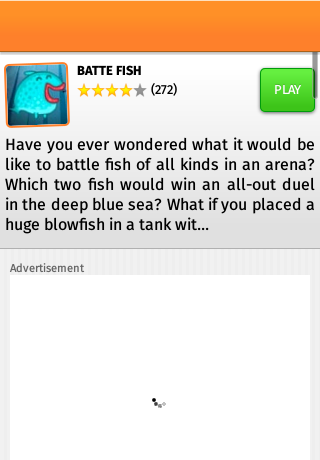 BATTE FISH
(272)
PLAY
Have you ever wondered what it would be
like to battle fish of all kinds in an arena?
Which two fish would win an all-out duel
in the deep blue sea? What if you placed a
huge blowfish in a tank wit...
Advertisement